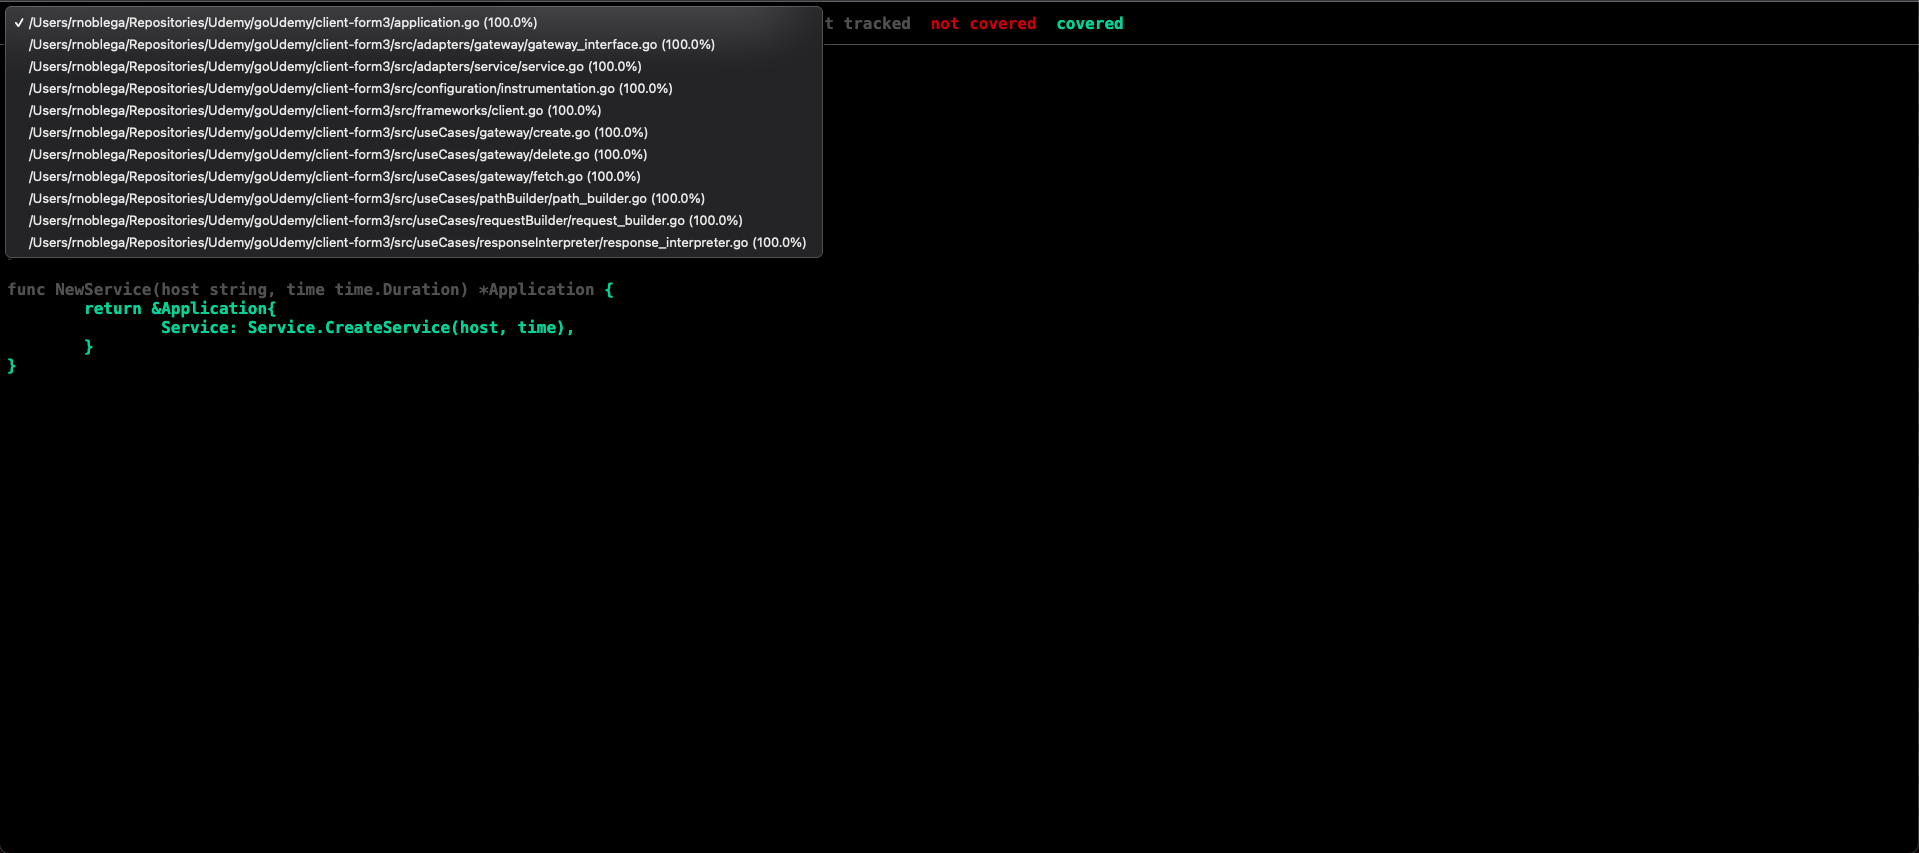 ✓ /Users/rnoblega/Repositories/Udemy/goUdemy/client-form3/application.go (100.0%)
t tracked not covered covered
/Users/rnoblega/Repositories/Udemy/goUdemy/client-form3/src/adapters/gateway/gateway_interface.go (100.0%)
/Users/rnoblega/Repositories/Udemy/goUdemy/client-form3/src/adapters/service/service.go (100.0%)
/Users/rnoblega/Repositories/Udemy/goUdemy/client-form3/src/configuration/instrumentation.go (100.0%)
/Users/rnoblega/Repositories/Udemy/goUdemy/client-form3/src/frameworks/client.go (100.0%)
/Users/rnoblega/Repositories/Udemy/goUdemy/client-form3/src/useCases/gateway/create.go (100.0%)
/Users/rnoblega/Repositories/Udemy/goUdemy/client-form3/src/useCases/gateway/delete.go (100.0%)
/Users/rnoblega/Repositories/Udemy/goUdemy/client-form3/src/useCases/gateway/fetch.go (100.0%)
/Users/rnoblega/Repositories/Udemy/goUdemy/client-form3/src/useCases/pathBuilder/path_builder.go (100.0%)
/Users/rnoblega/Repositories/Udemy/goUdemy/client-form3/src/useCases/requestBuilder/request_builder.go (100.0%)
/Users/rnoblega/Repositories/Udemy/goUdemy/client-form3/src/useCases/responseInterpreter/response_interpreter.go (100.0%)
func NewService(host string, time time.Duration) *Application {
return &Application{
Service: Service.CreateService(host, time),
}
}